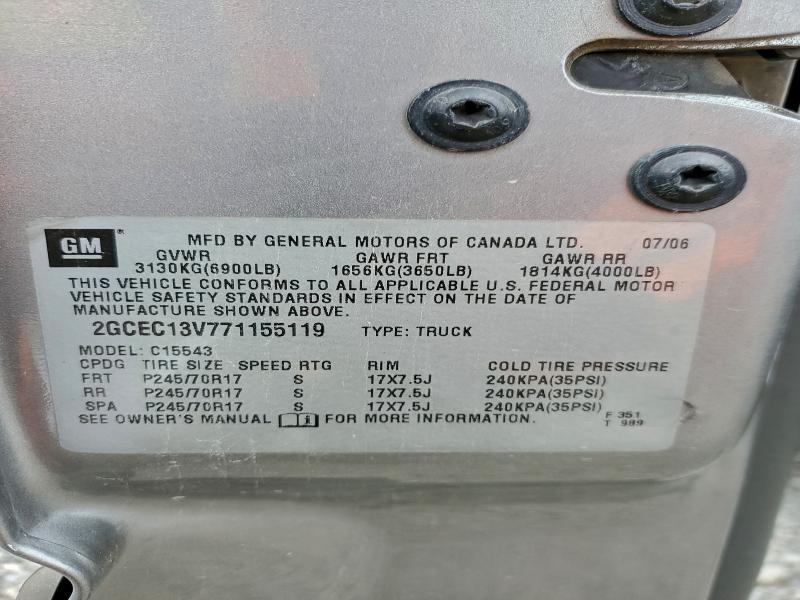 GM ® MFD BY GENERAL MOTORS OF CANADA LTD. 07/06
GVWR GAWR FRT GAWR RR
3130KG(6900LB) 1656KG(3650LB) 1814KG(4000LB)
THIS VEHICLE CONFORMS TO ALL APPLICABLE U.S. FEDERAL MOTOR
VEHICLE SAFETY STANDARDS IN EFFECT ON THE DATE OF
MANUFACTURE SHOWN ABOVE.
2GCEC13V771155119 TYPE: TRUCK
MODEL: C15543
CPDG TIRE SIZE SPEED RTG RIM COLD TIRE PRESSURE
FRT P245/70R17 S 17X7.5J 240KPA(35PSI)
RR P245/70R17 S 17X7.5J 240KPA(35PSI)
SPA P245/70R17 S 17X7.5J 240KPA(35PSI)
SEE OWNER'S MANUAL FOR MORE INFORMATION. F 351
T 989